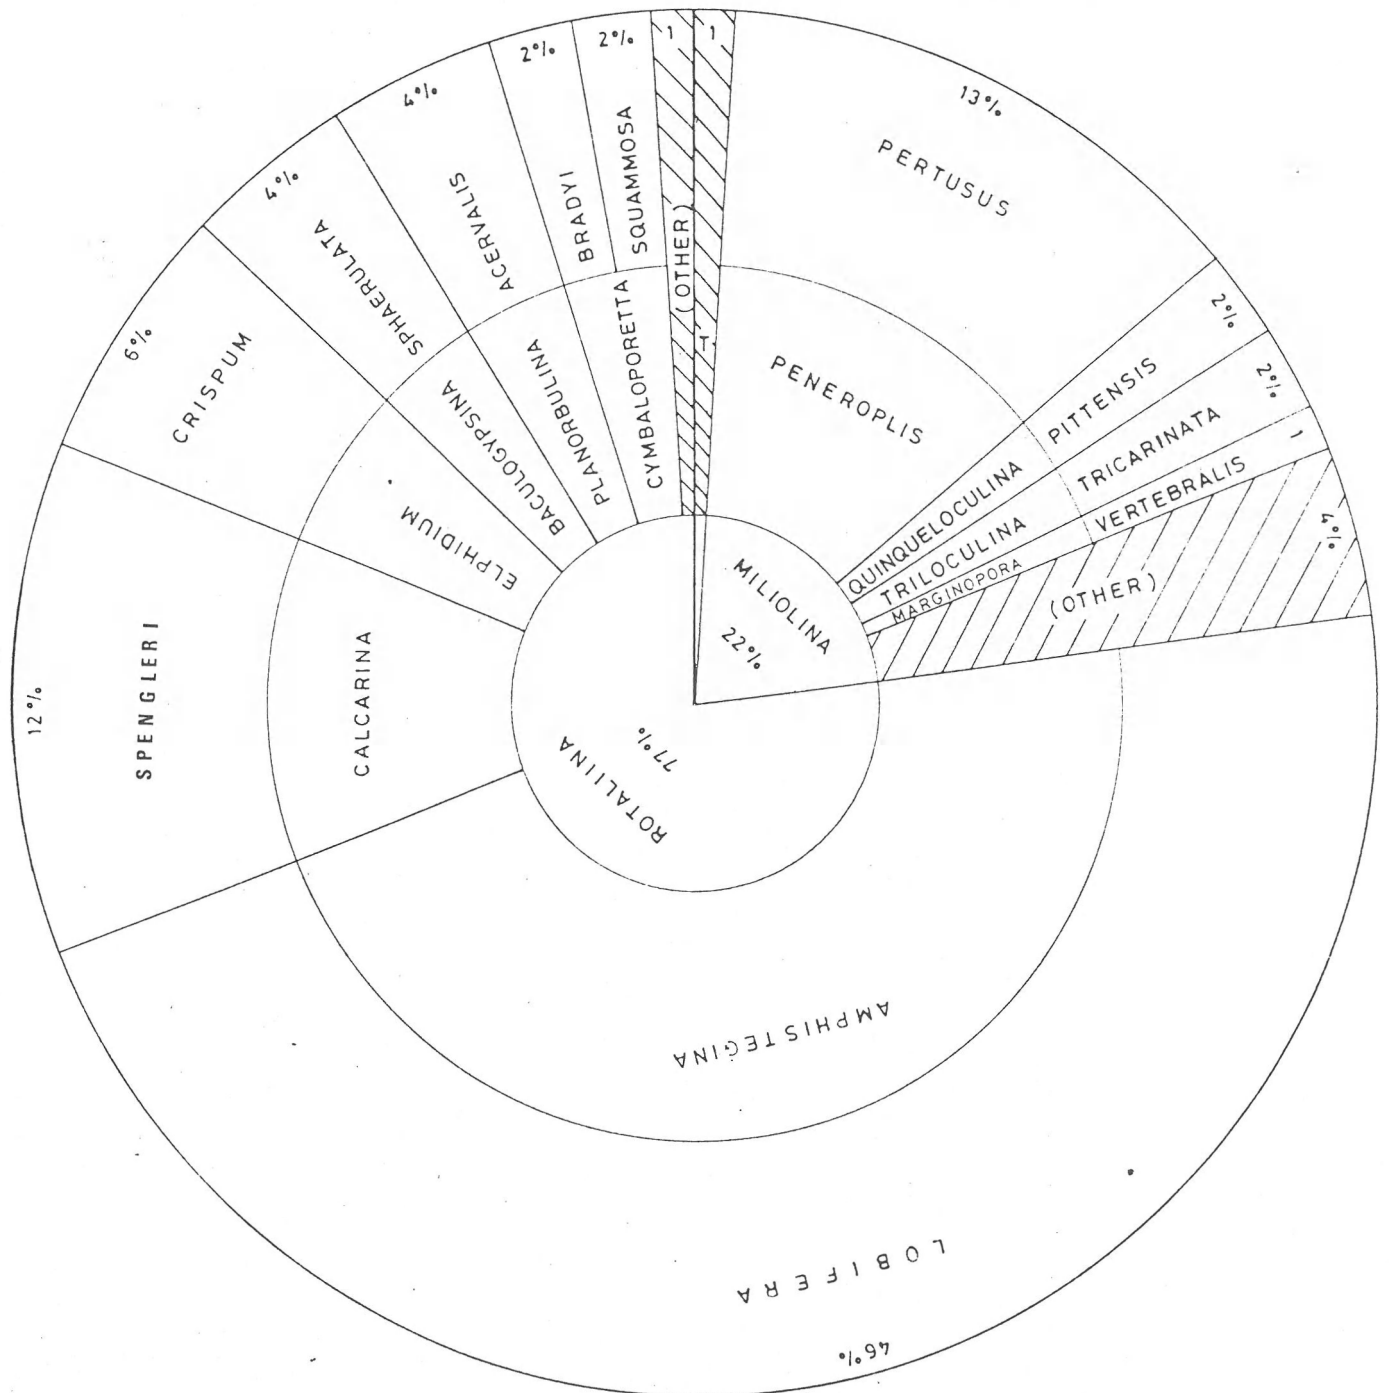 1
T
13%
PERTUSUS
PENEROPLIS
2%
PITTENSIS
QUINQUELOCULINA
2%
TRICARINATA
TRILOCULINA
1
VERTEBRALIS
MARGINOPORA
4%
(OTHER)
MILIOLINA
22%
46%
LOBIFERA
AMPHISTEGINA
12%
SPENGLERI
CALCARINA
6%
CRISPUM
ELPHIDIUM
4%
SPHAERULATA
BACULOGYPSINA
4%
ACERVALIS
PLANORBULINA
2%
BRADYI
2%
SQUAMMOSA
CYMBALOPORETTA
1
(OTHER)
ROTALIINA
77%